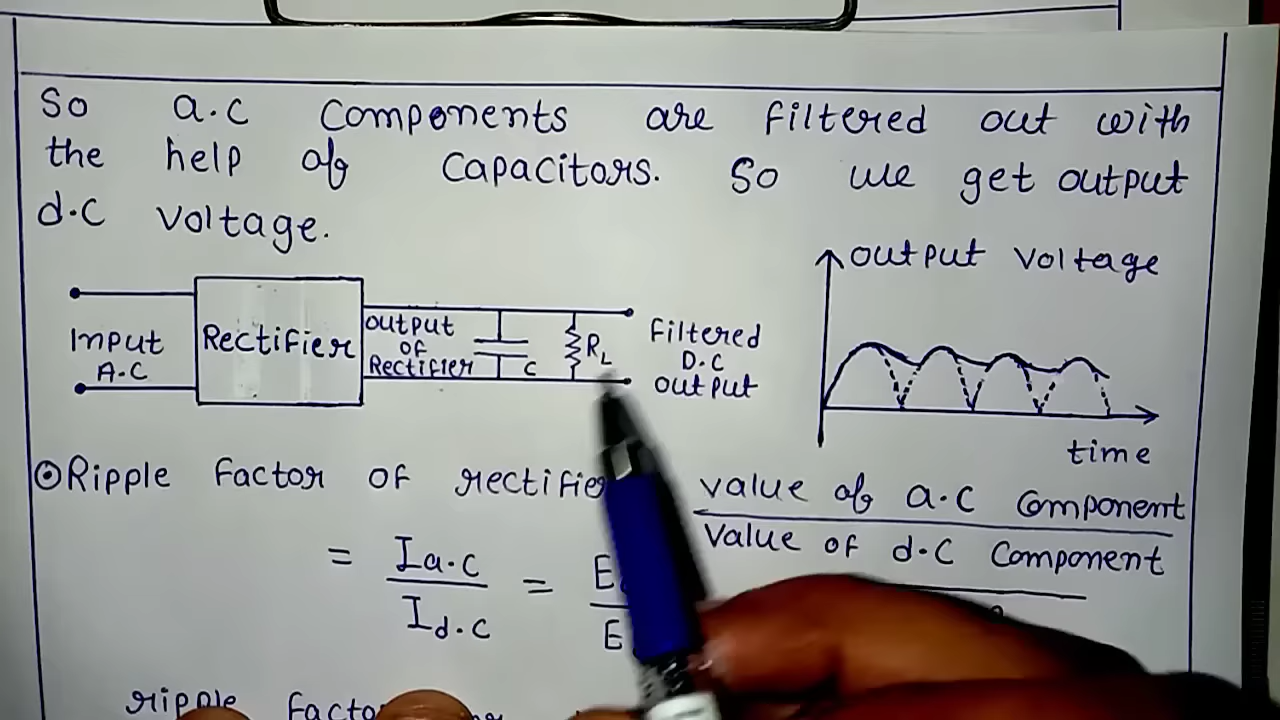 So a.c components are filtered out with
the help of capacitors. So we get output
d.c voltage.
Input
A.C
Rectifier
output
of
Rectifier
C
RL
Filtered
D.C
output
output voltage
time
Ripple factor of rectifier
value of a.c component
value of d.c component
= Ia.c / Id.c =
ripple